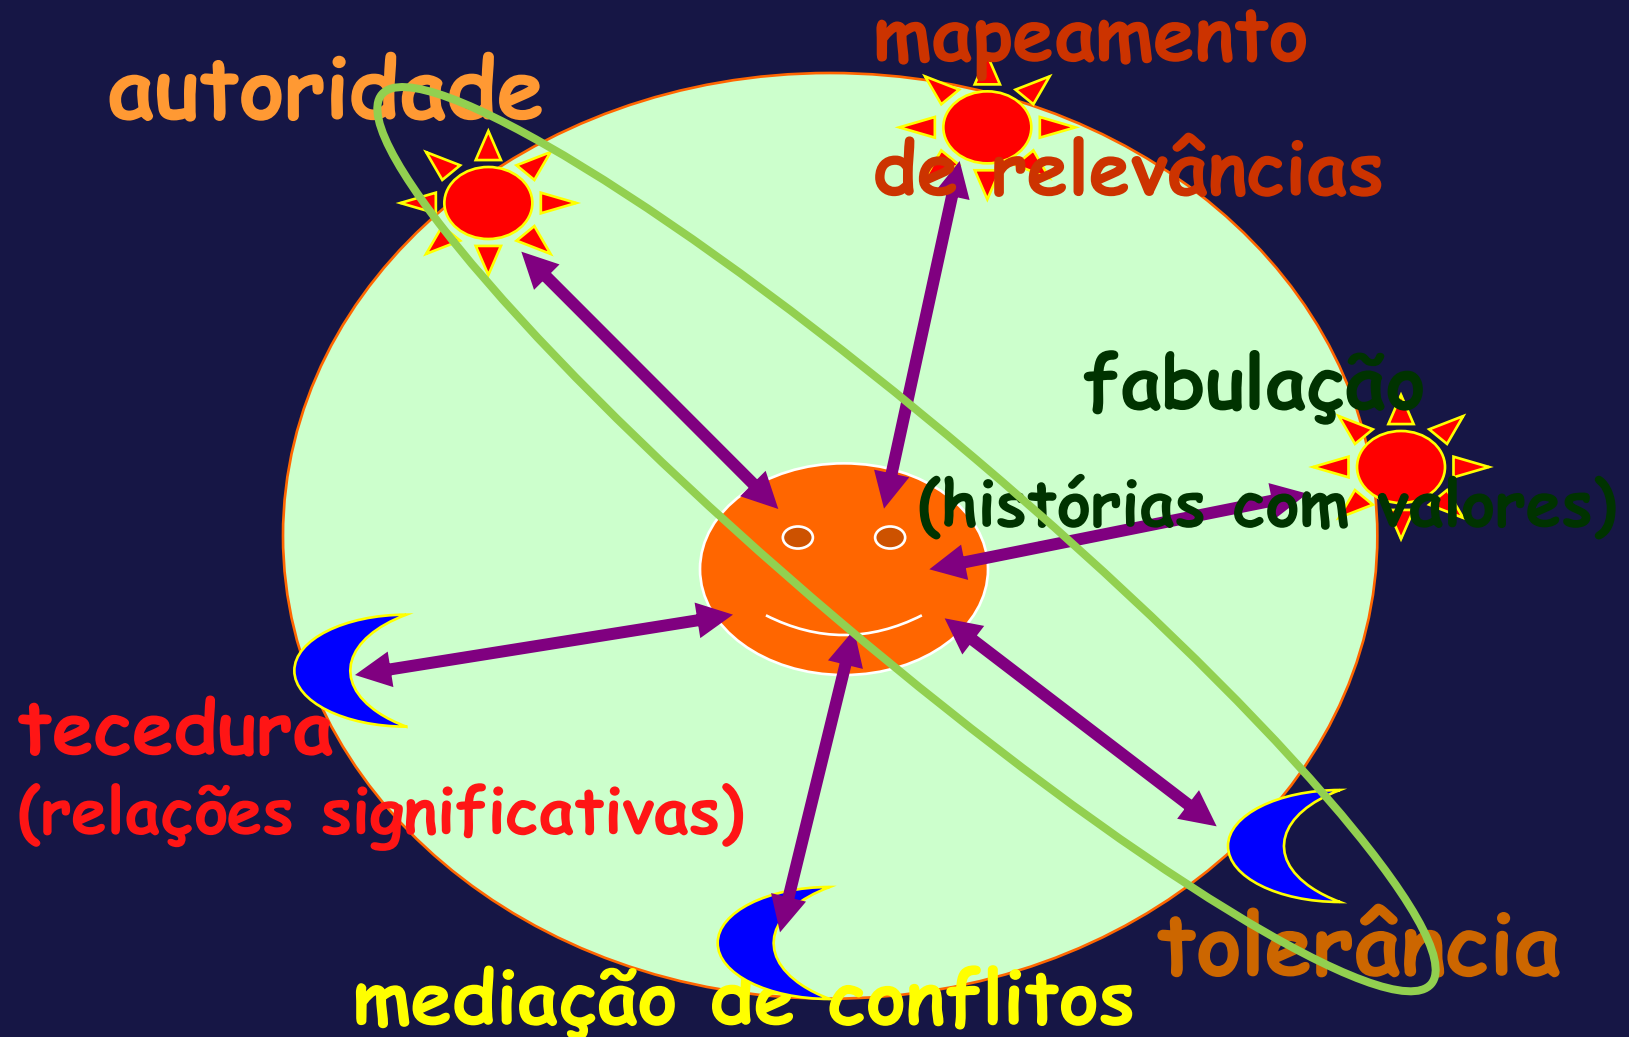 mapeamento
autoridade
de relevâncias
fabulação
(histórias com valores)
tecedura
(relações significativas)
tolerância
mediação de conflitos